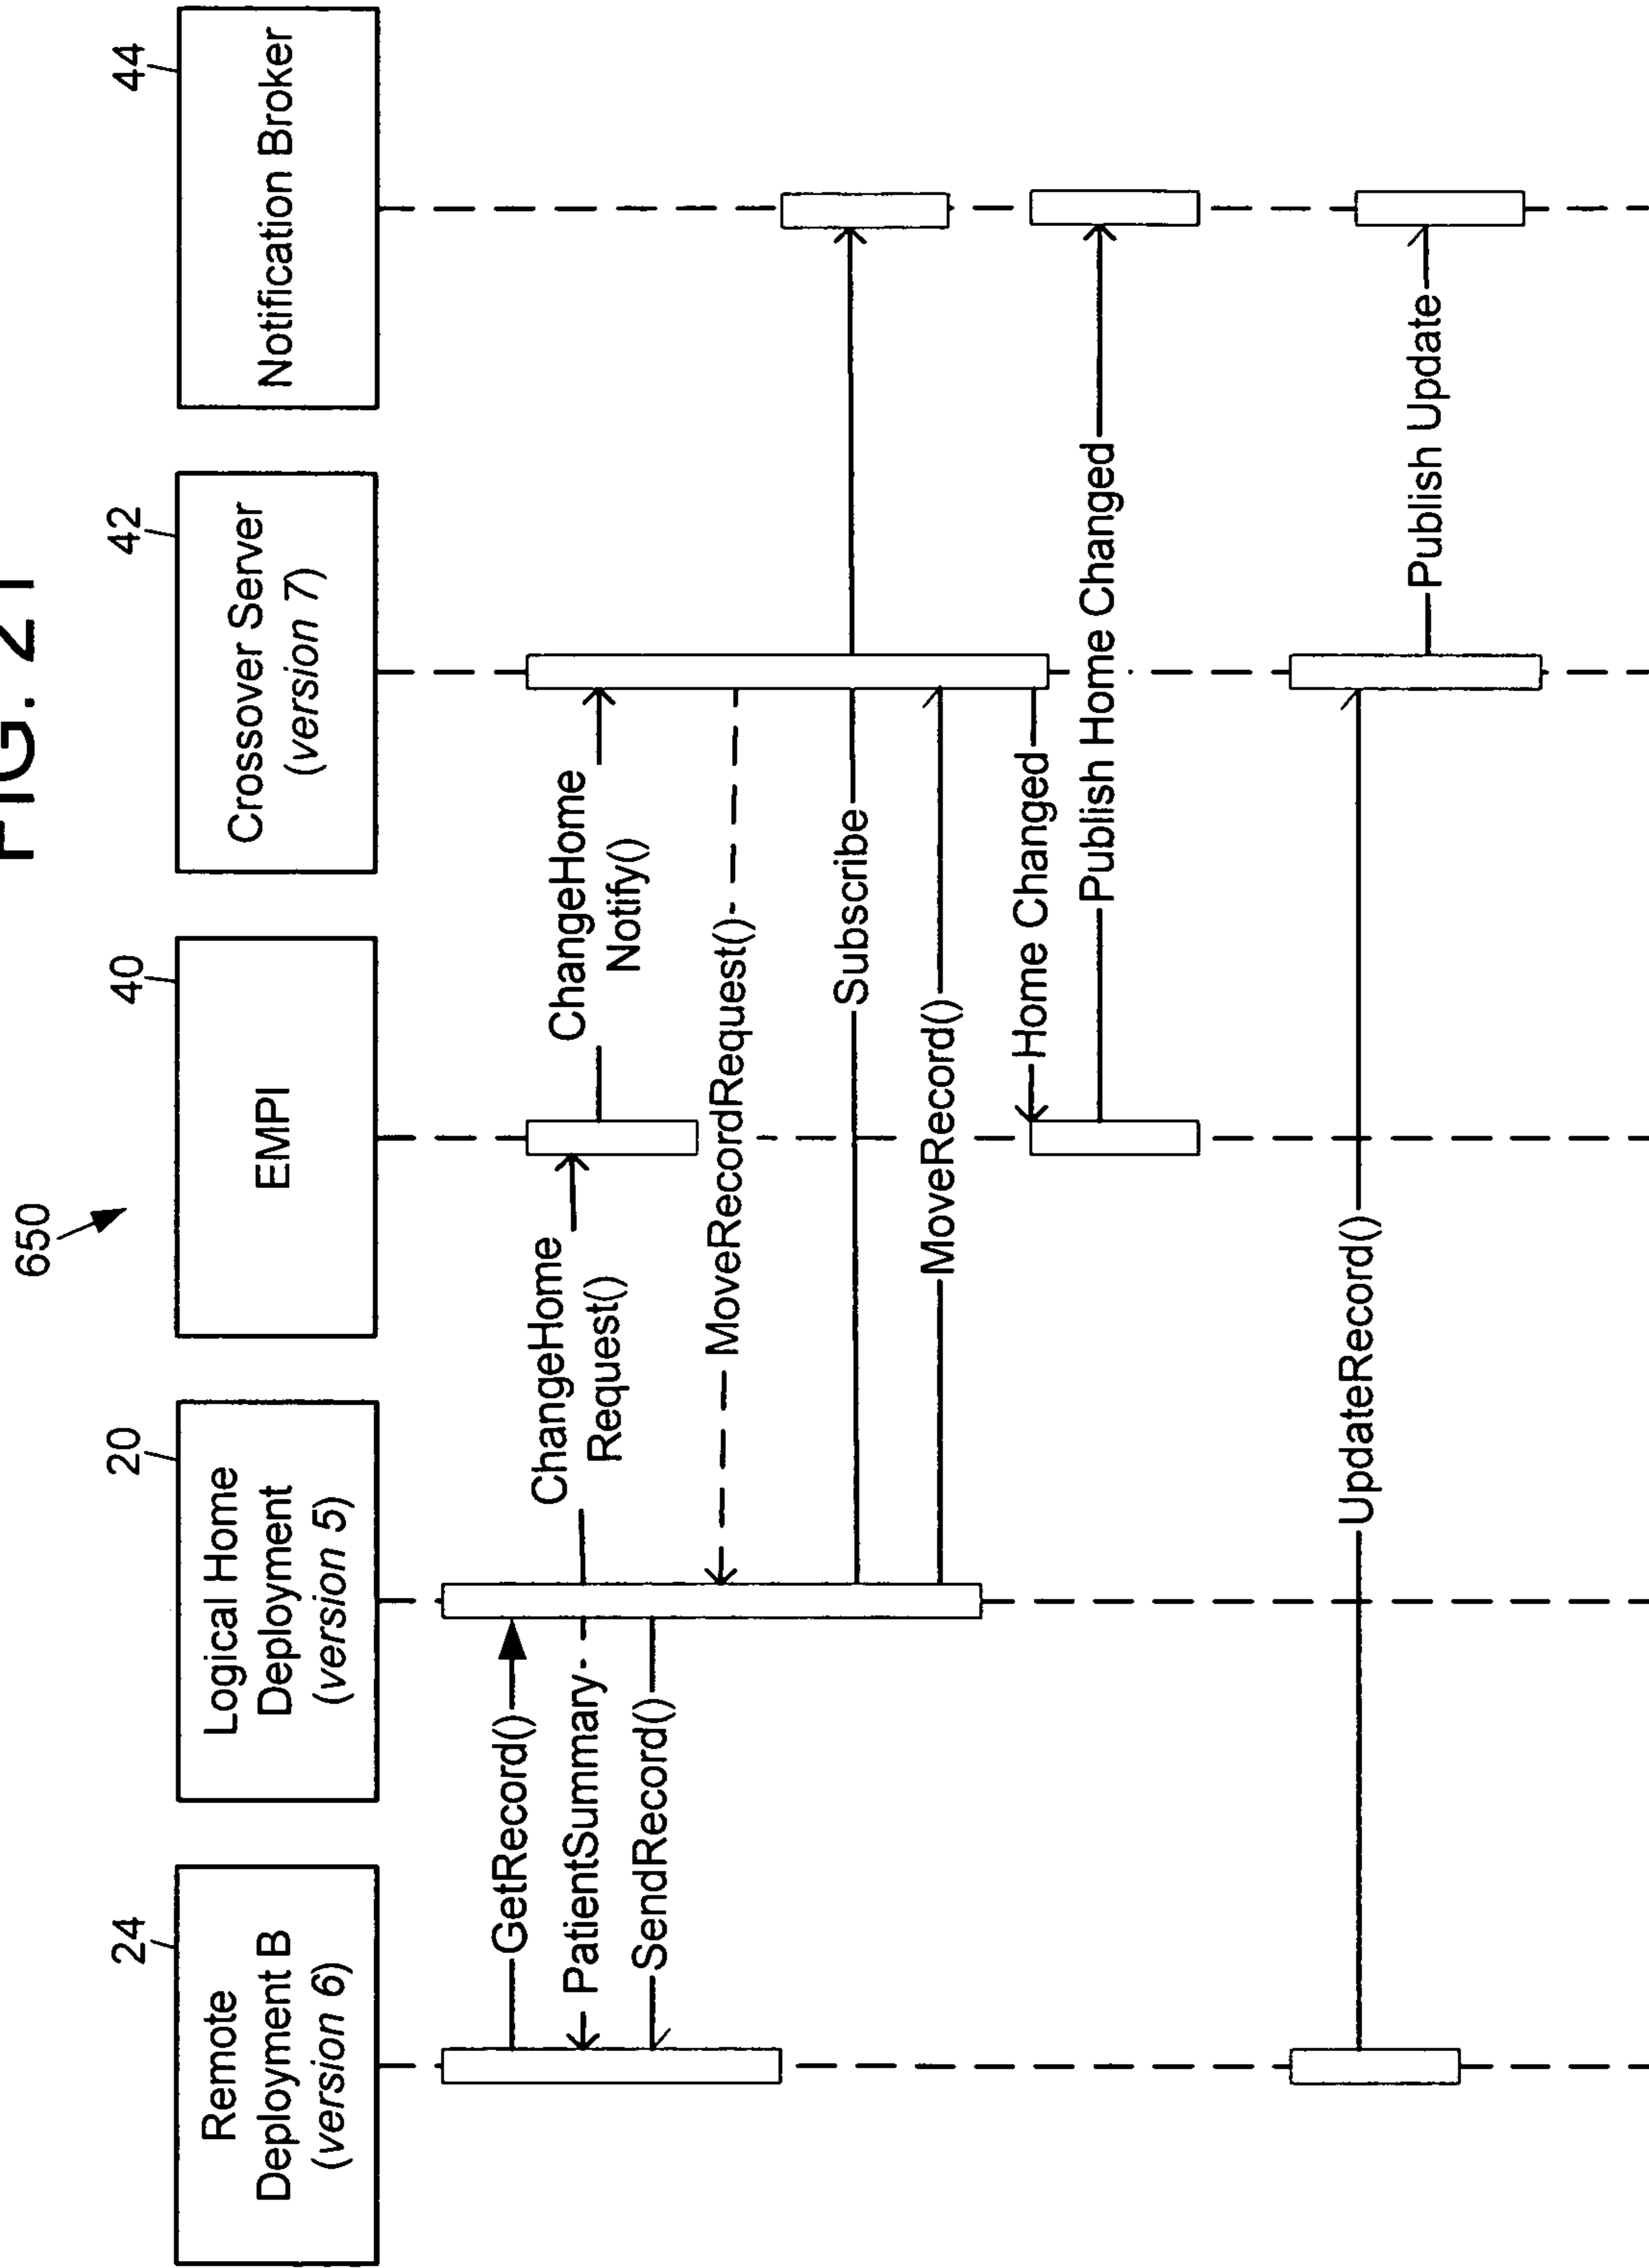 FIG. 21
650
24
20
40
42
44
Remote
Deployment B
(version 6)
Logical Home
Deployment
(version 5)
EMPI
Crossover Server
(version 7)
Notification Broker
GetRecord()
ChangeHome
Request()
ChangeHome
Notify()
PatientSummary
SendRecord()
MoveRecordRequest()
Subscribe
MoveRecord()
Home Changed
Publish Home Changed
UpdateRecord()
Publish Update